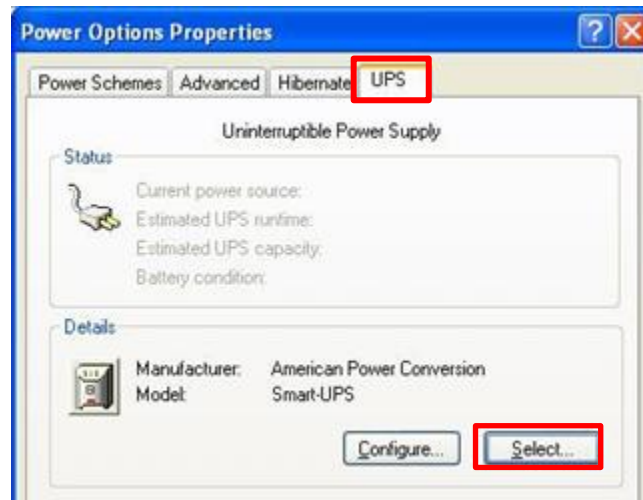 Power Options Properties
Power Schemes Advanced Hibernate UPS
Uninterruptible Power Supply
Status
Current power source:
Estimated UPS runtime:
Estimated UPS capacity:
Battery condition:
Details
Manufacturer: American Power Conversion
Model: Smart-UPS
Configure... Select...